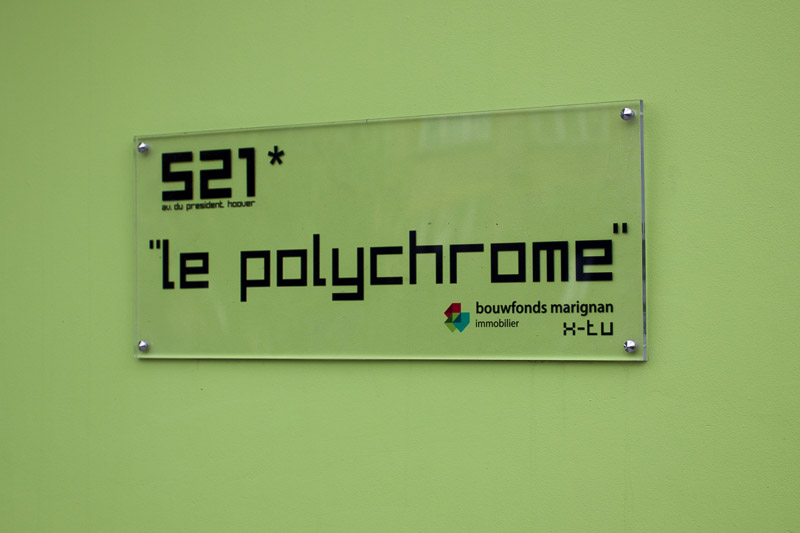 521*
av. du president hoover
"le polychrome"
bouwfonds marignan
immobilier
x-tu